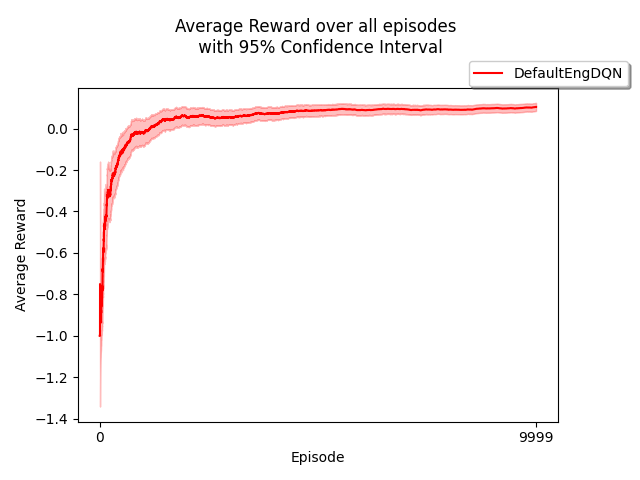 Average Reward over all episodes
with 95% Confidence Interval
DefaultEngDQN
0.0
−0.2
−0.4
−0.6
−0.8
−1.0
−1.2
−1.4
Average Reward
0
9999
Episode